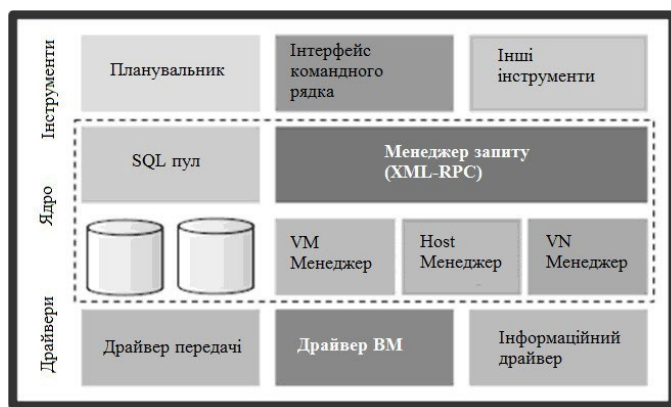 Інструменти
Планувальник
Інтерфейс
командного
рядка
Інші
інструменти
Ядро
SQL пул
Менеджер запиту
(XML-RPC)
VM
Менеджер
Host
Менеджер
VN
Менеджер
Драйвери
Драйвер передачі
Драйвер ВМ
Інформаційний
драйвер